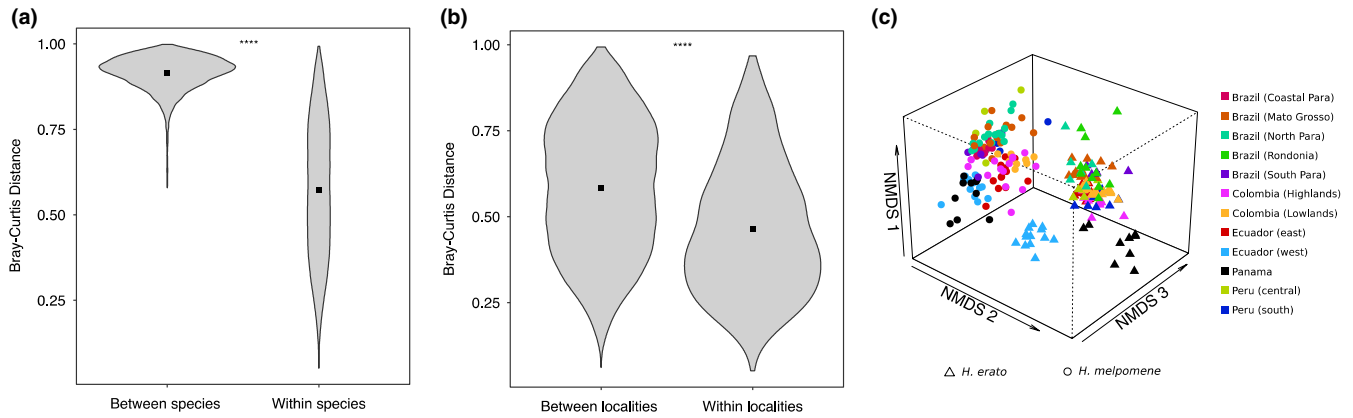 (a)
****
1.00
0.75
0.50
0.25
Bray-Curtis Distance
Between species
Within species
(b)
****
1.00
0.75
0.50
0.25
Bray-Curtis Distance
Between localities
Within localities
(c)
NMDS 1
NMDS 2
NMDS 3
Brazil (Coastal Para)
Brazil (Mato Grosso)
Brazil (North Para)
Brazil (Rondonia)
Brazil (South Para)
Colombia (Highlands)
Colombia (Lowlands)
Ecuador (east)
Ecuador (west)
Panama
Peru (central)
Peru (south)
H. erato
H. melpomene